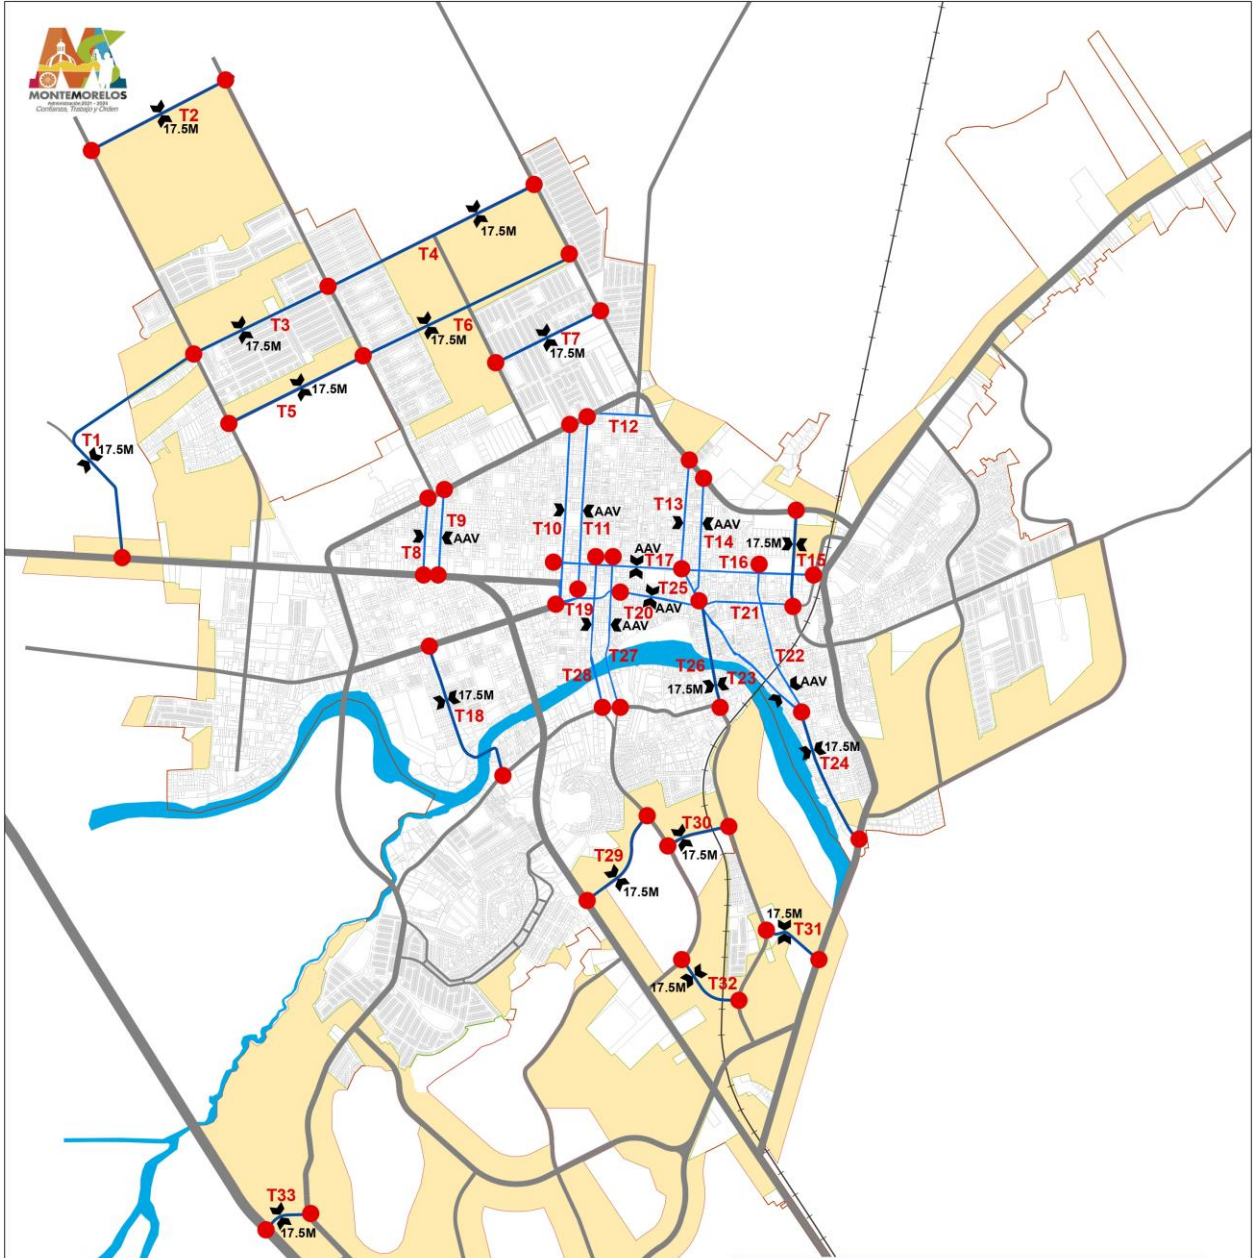 MONTEMORELOS
Administración 2021 - 2024
Confianza, Trabajo y Orden
T2
17.5M
17.5M
T4
T3
17.5M
T6
17.5M
T7
17.5M
17.5M
T5
T1
17.5M
T12
T9
AAV
T8
T10
T11
AAV
T13
AAV
T14
AAV
T17
T16
17.5M
T15
T25
AAV
T19
T20
AAV
T21
T27
T28
T26
17.5M
T23
T22
AAV
17.5M
T18
17.5M
T24
T30
17.5M
T29
17.5M
17.5M
T31
17.5M
T32
T33
17.5M